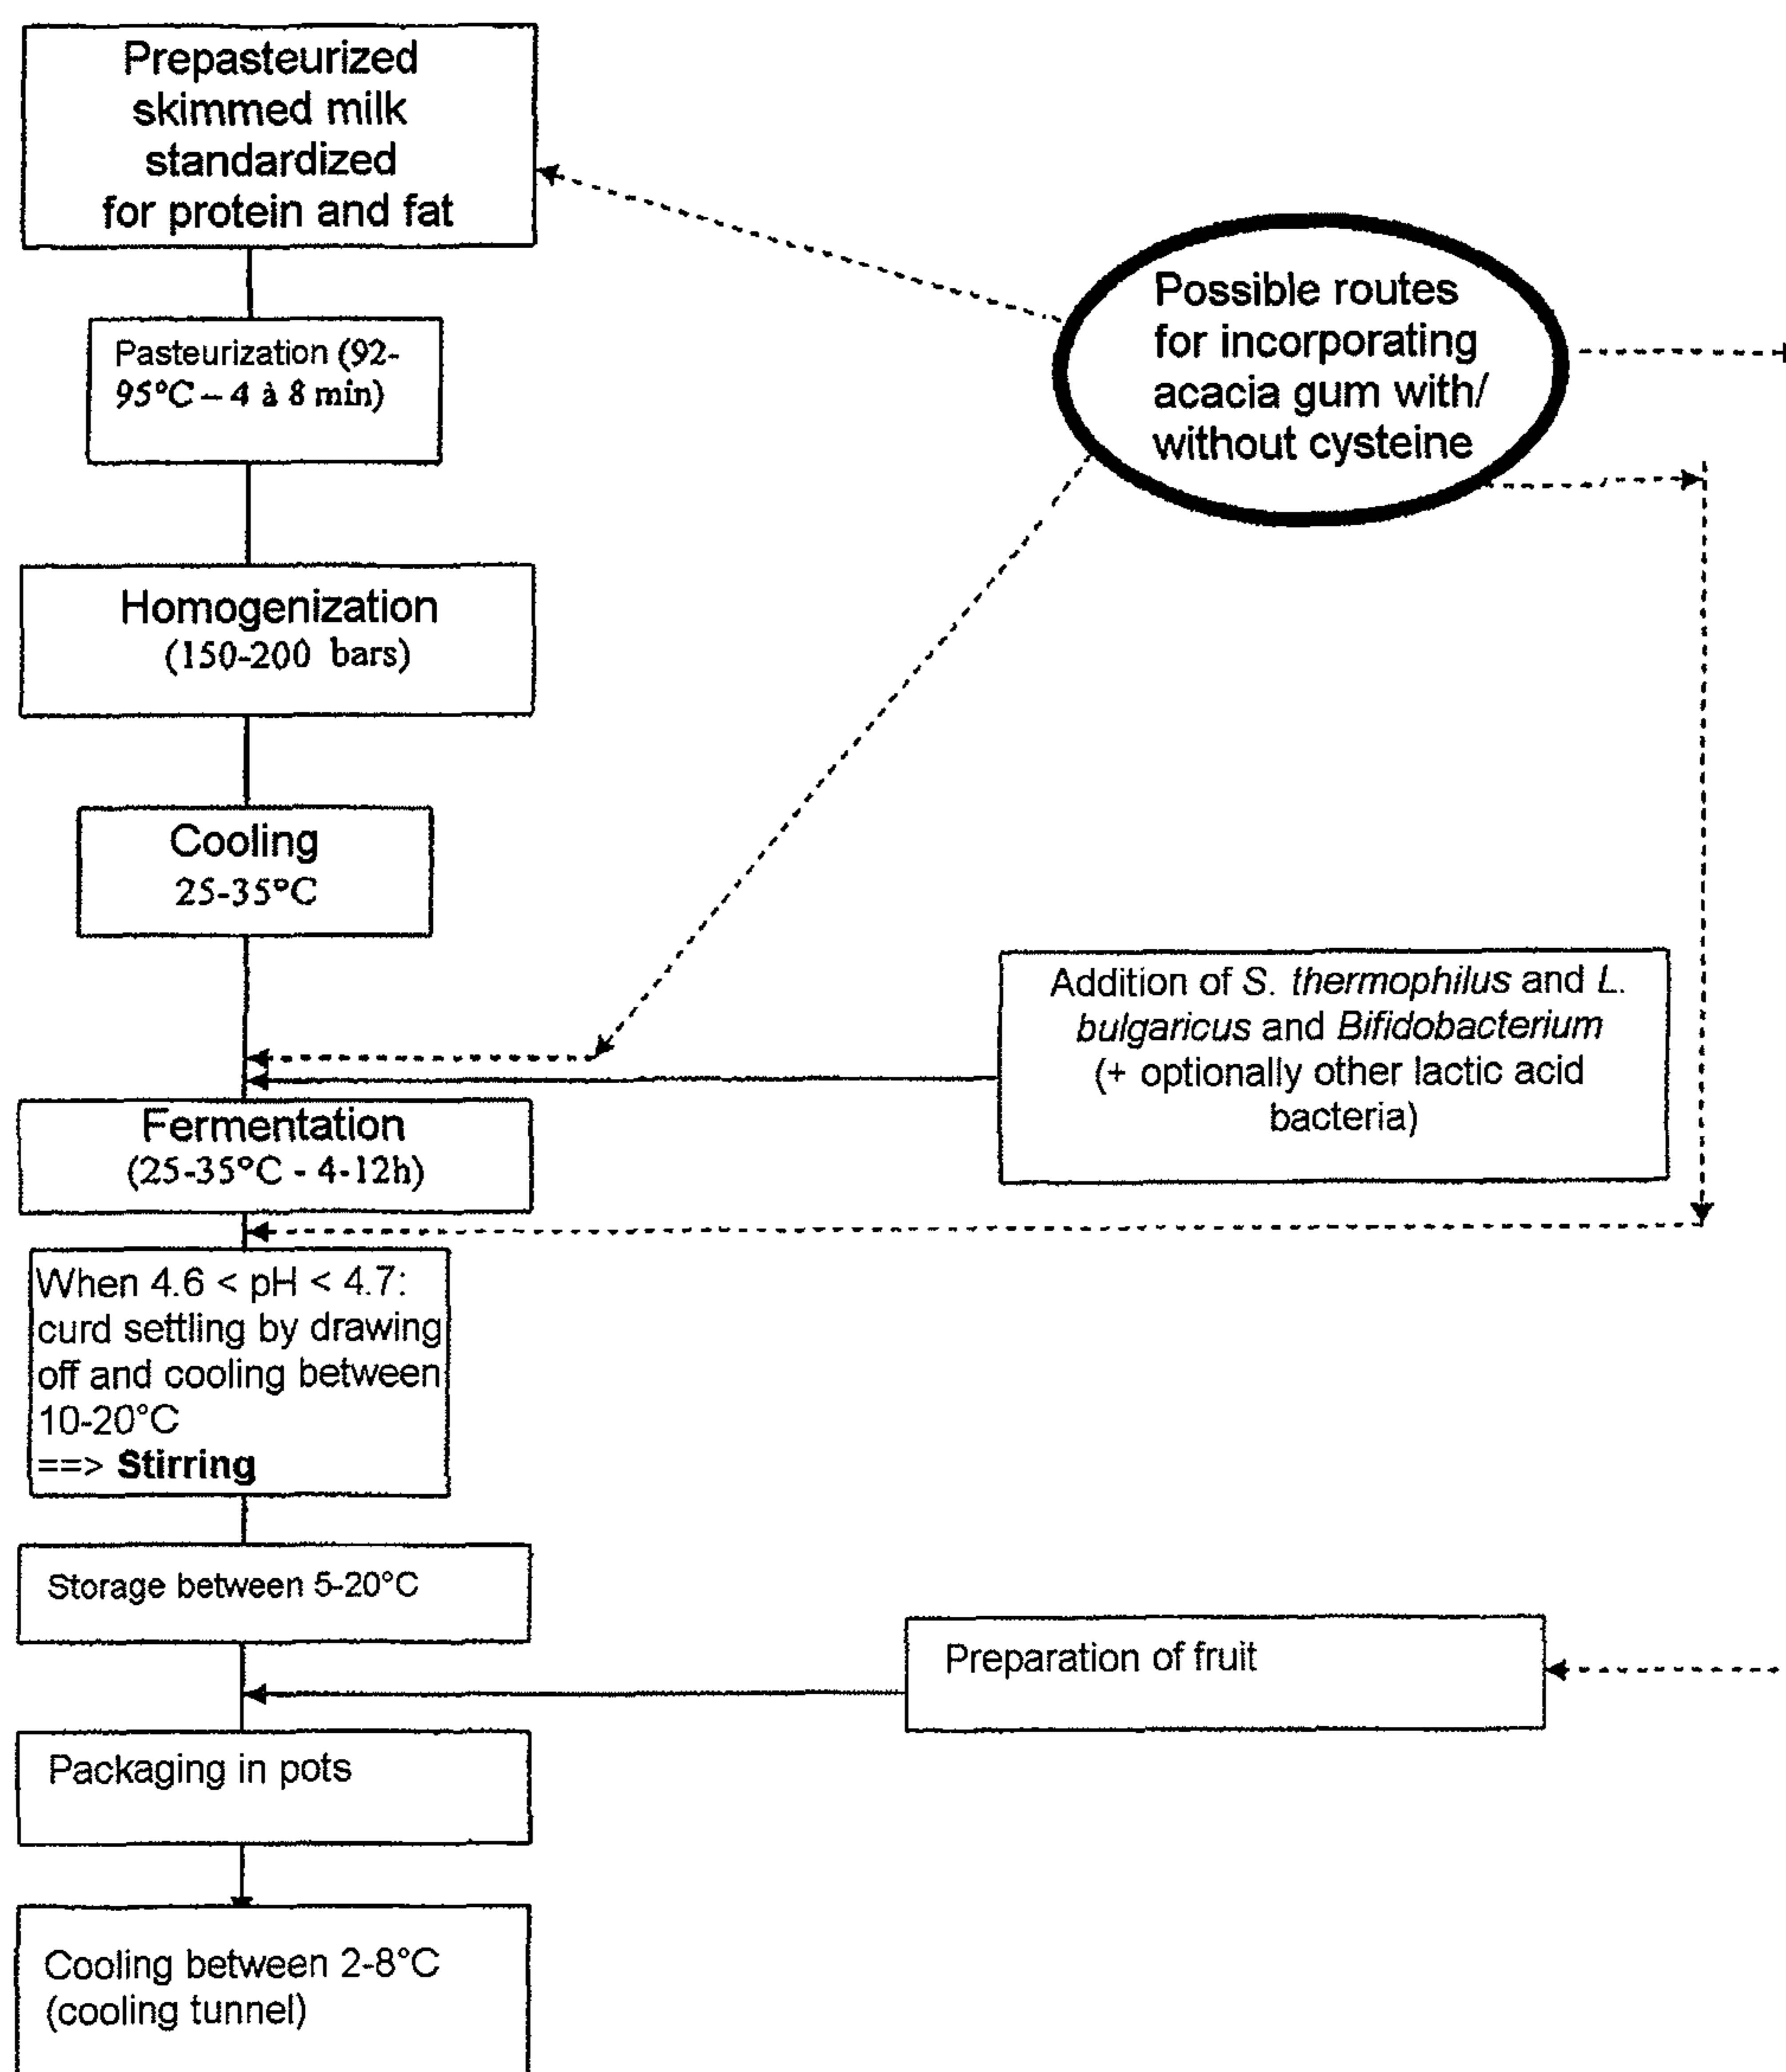 Prepasteurized
skimmed milk
standardized
for protein and fat
Possible routes
for incorporating
acacia gum with/
without cysteine
Pasteurization (92-
95°C – 4 à 8 min)
Homogenization
(150-200 bars)
Cooling
25-35°C
Addition of S. thermophilus and L.
bulgaricus and Bifidobacterium
(+ optionally other lactic acid
bacteria)
Fermentation
(25-35°C - 4-12h)
When 4.6 < pH < 4.7:
curd settling by drawing
off and cooling between
10-20°C
==> Stirring
Storage between 5-20°C
Preparation of fruit
Packaging in pots
Cooling between 2-8°C
(cooling tunnel)